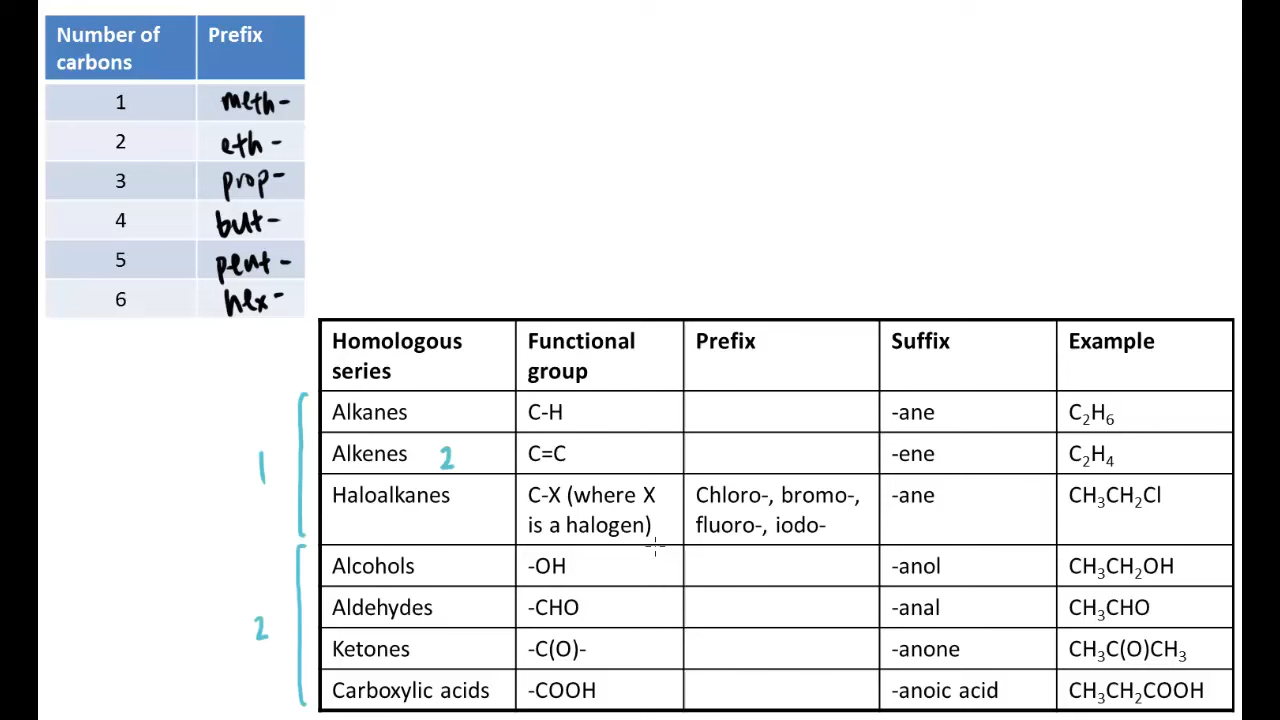 Number of carbons | Prefix
1 | meth-
2 | eth-
3 | prop-
4 | but-
5 | pent-
6 | hex-
Homologous series | Functional group | Prefix | Suffix | Example
1
Alkanes | C-H | | -ane | C₂H₆
Alkenes 2 | C=C | | -ene | C₂H₄
Haloalkanes | C-X (where X is a halogen) | Chloro-, bromo-, fluoro-, iodo- | -ane | CH₃CH₂Cl
2
Alcohols | -OH | | -anol | CH₃CH₂OH
Aldehydes | -CHO | | -anal | CH₃CHO
Ketones | -C(O)- | | -anone | CH₃C(O)CH₃
Carboxylic acids | -COOH | | -anoic acid | CH₃CH₂COOH